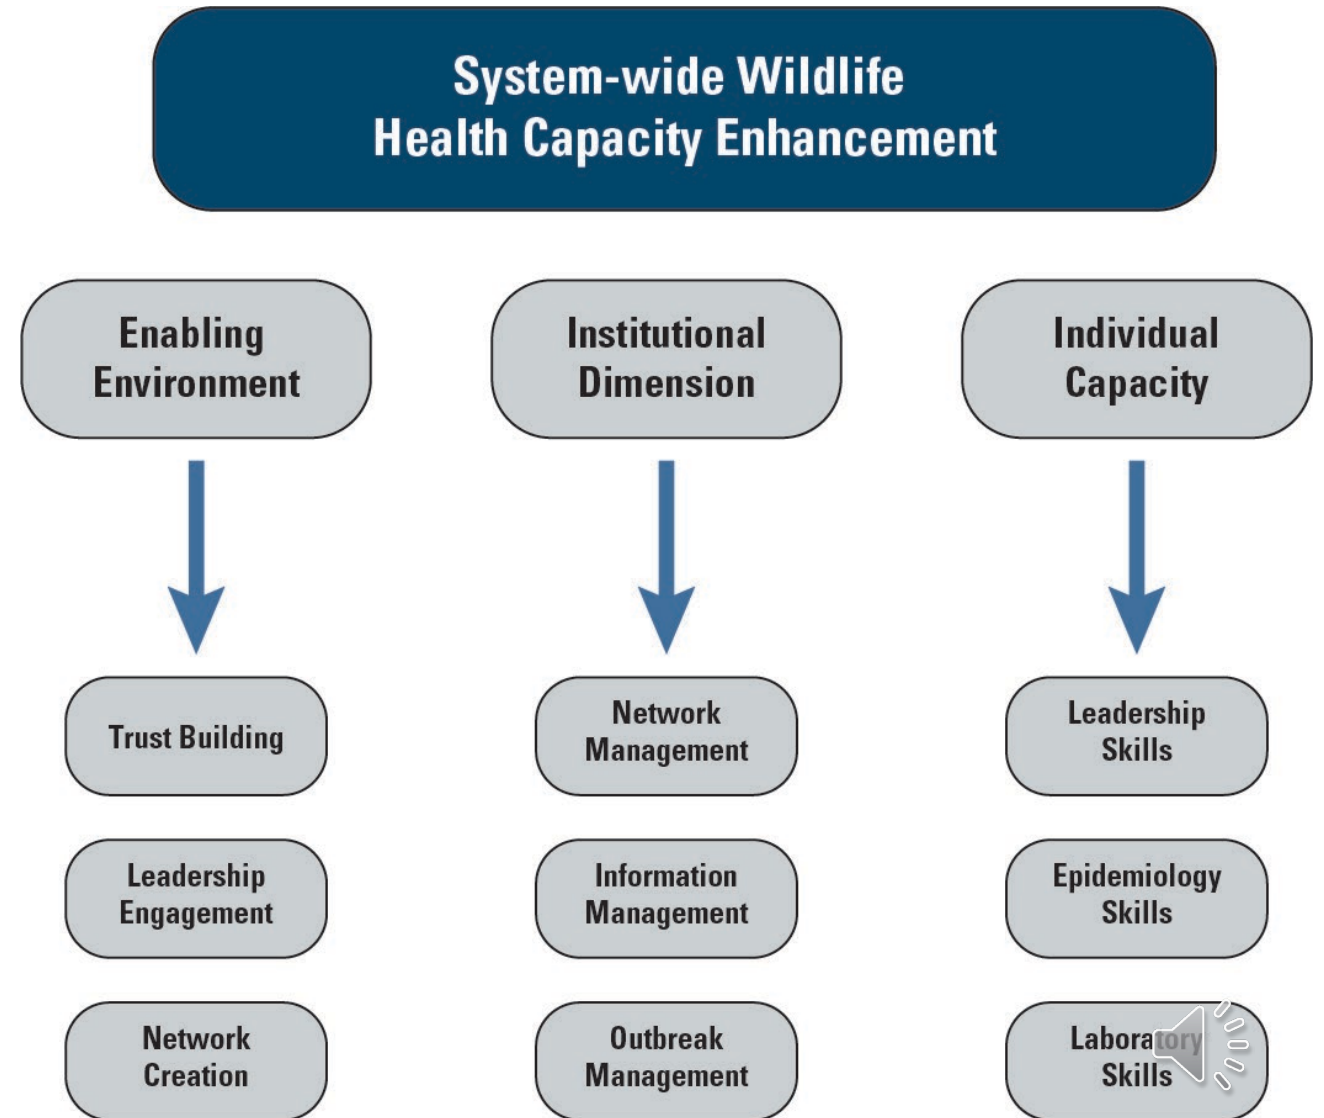 System-wide Wildlife
Health Capacity Enhancement
Enabling
Environment
Institutional
Dimension
Individual
Capacity
Trust Building
Network
Management
Leadership
Skills
Leadership
Engagement
Information
Management
Epidemiology
Skills
Network
Creation
Outbreak
Management
Laboratory
Skills